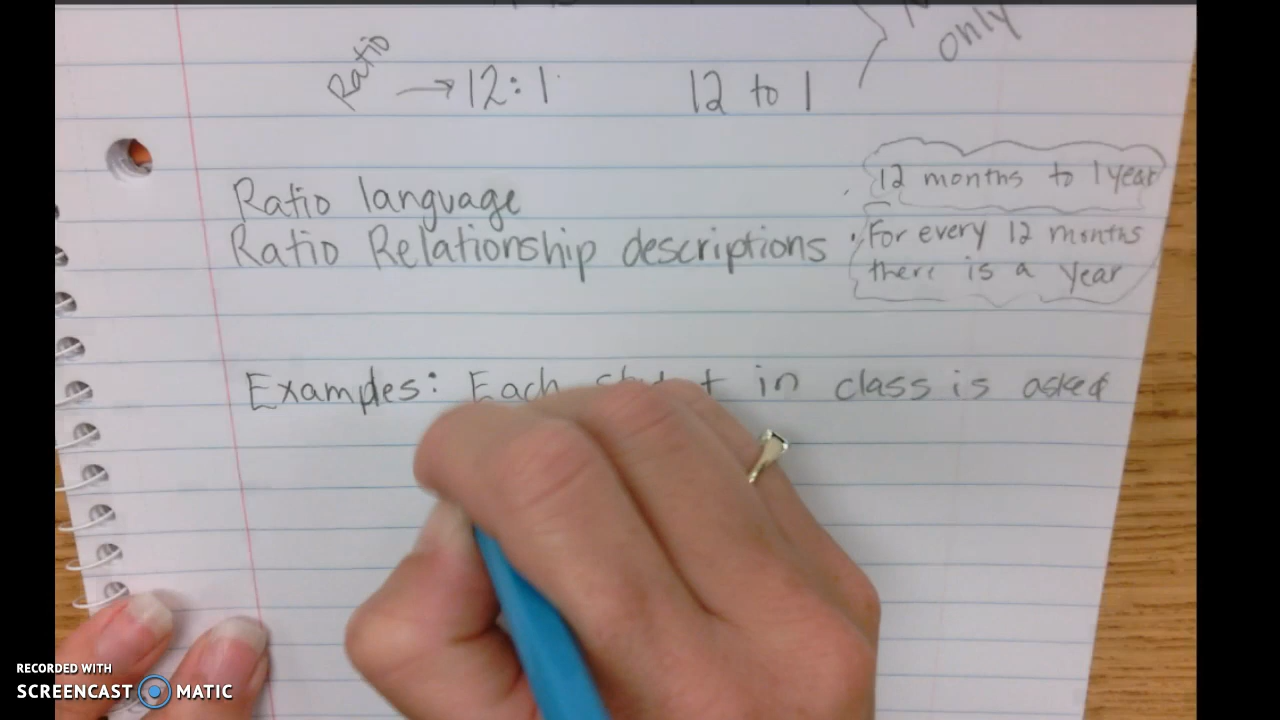 only
Ratio → 12:1 12 to 1
12 months to 1 year
Ratio language
Ratio Relationship descriptions
· For every 12 months
there is a year
Examples: Each in class is asked
RECORDED WITH
SCREENCAST MATIC